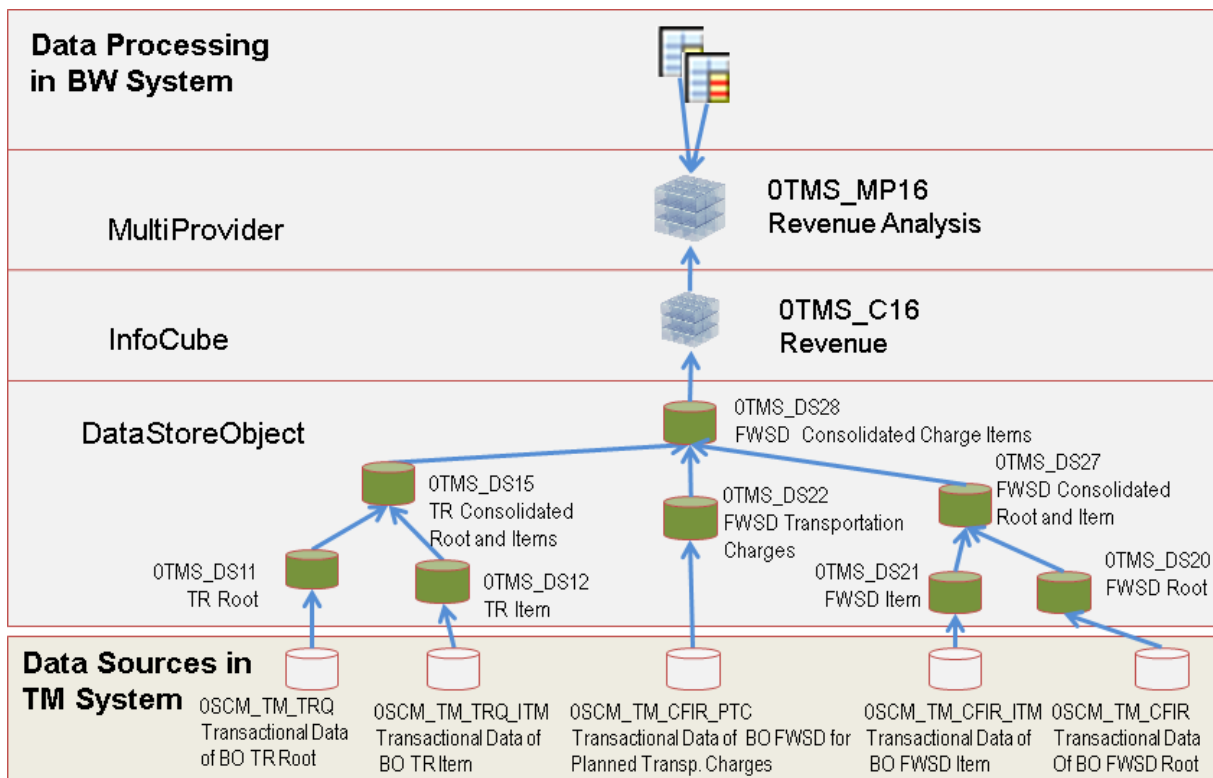 Data Processing
in BW System
MultiProvider
0TMS_MP16
Revenue Analysis
InfoCube
0TMS_C16
Revenue
DataStoreObject
0TMS_DS28
FWSD Consolidated Charge Items
0TMS_DS15
TR Consolidated
Root and Items
0TMS_DS22
FWSD Transportation
Charges
0TMS_DS27
FWSD Consolidated
Root and Item
0TMS_DS11
TR Root
0TMS_DS12
TR Item
0TMS_DS21
FWSD Item
0TMS_DS20
FWSD Root
Data Sources in
TM System
0SCM_TM_TRQ
Transactional Data
of BO TR Root
0SCM_TM_TRQ_ITM
Transactional Data of
BO TR Item
0SCM_TM_CFIR_PTC
Transactional Data of BO FWSD for
Planned Transp. Charges
0SCM_TM_CFIR_ITM
Transactional Data of
BO FWSD Item
0SCM_TM_CFIR
Transactional Data
Of BO FWSD Root